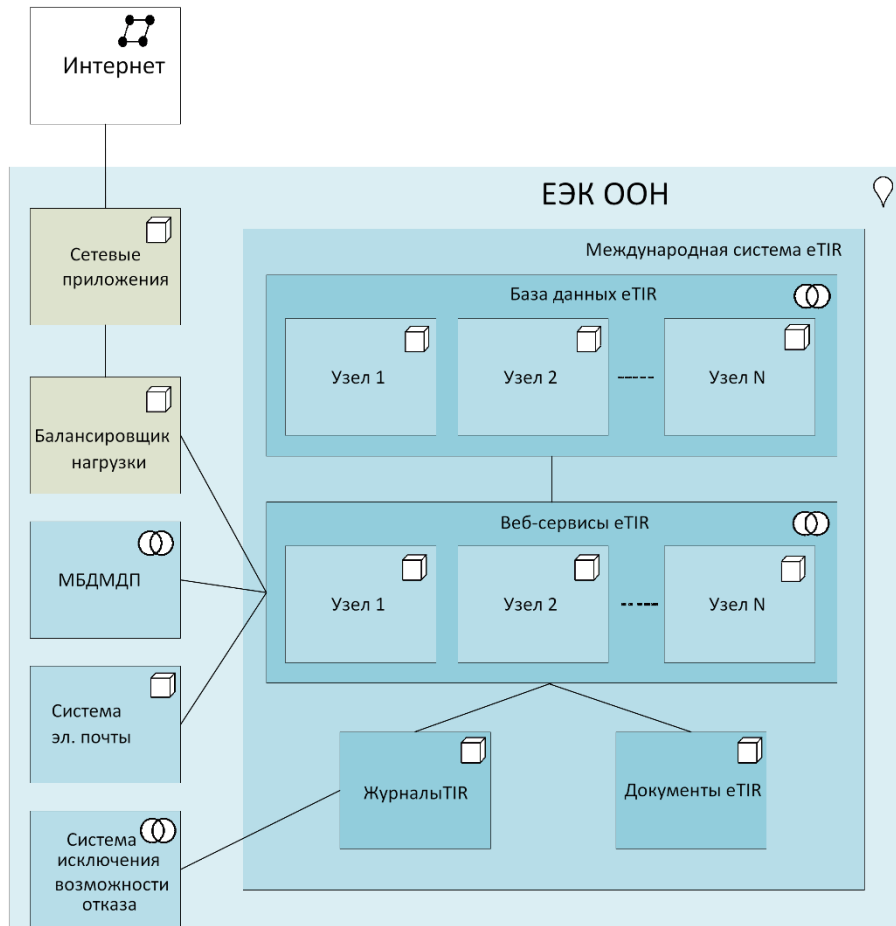 Интернет
ЕЭК ООН
Сетевые
приложения
Международная система eTIR
База данных eTIR
Узел 1
Узел 2
Узел N
Балансировщик
нагрузки
Веб-сервисы eTIR
МБДМДП
Узел 1
Узел 2
Узел N
Система
эл. почты
ЖурналыTIR
Документы eTIR
Система
исключения
возможности
отказа